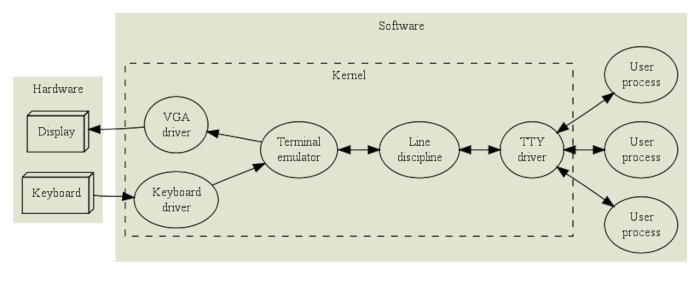 Software
Hardware
Kernel
Display
Keyboard
VGA
driver
Keyboard
driver
Terminal
emulator
Line
discipline
TTY
driver
User
process
User
process
User
process